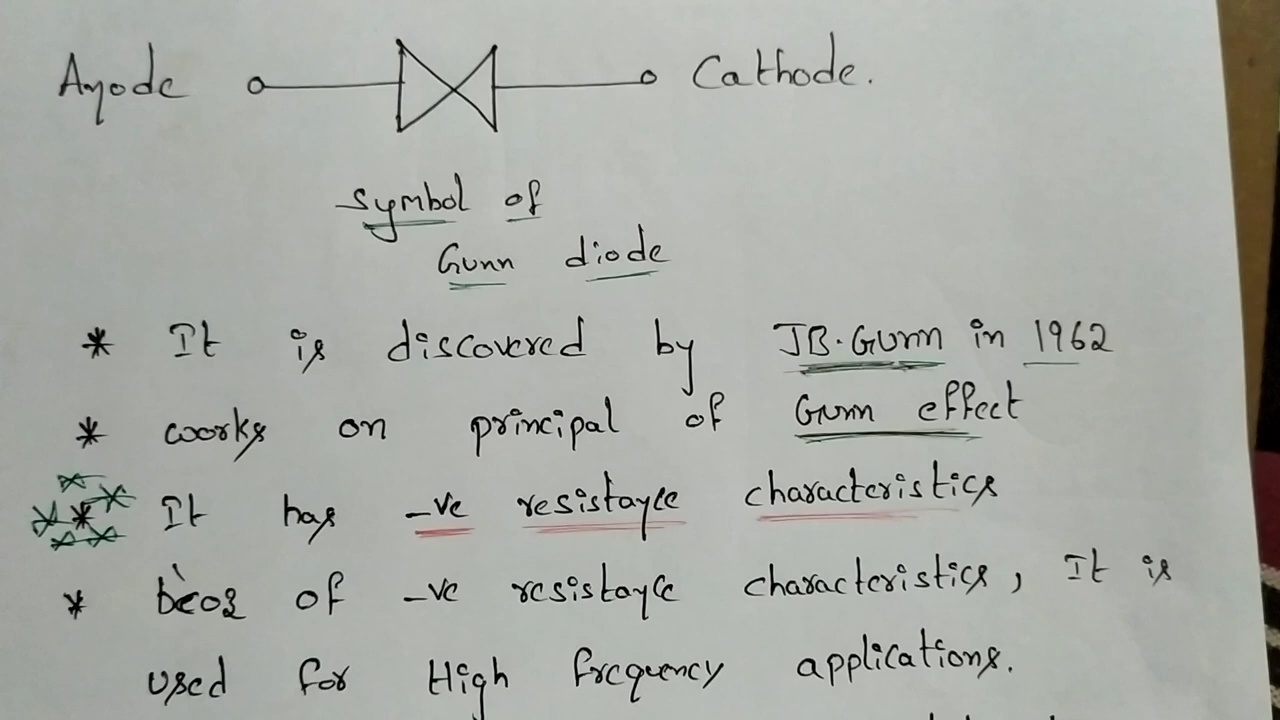 Anode Cathode.
Symbol of
Gunn diode
* It is discovered by JB.Gunn in 1962
* works on principal of Gunn effect
* It has -ve resistance characteristics
* bcoz of -ve resistance characteristics, It is
used for High frequency applications.